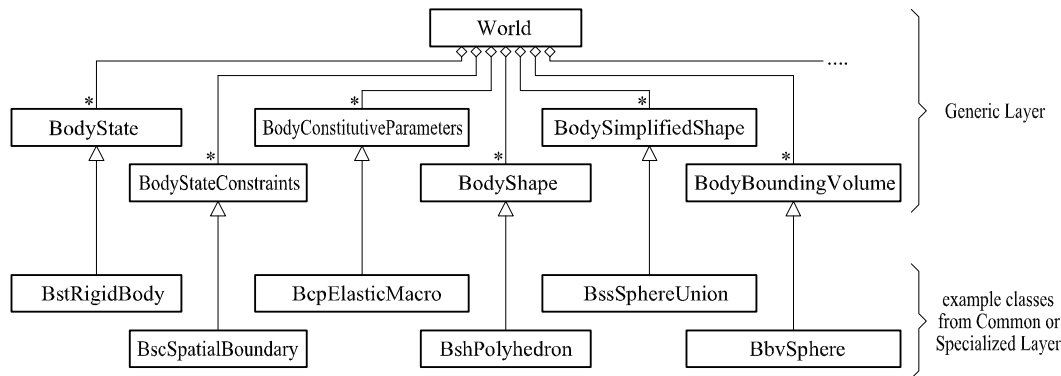 World
....
*
*
*
BodyState
BodyConstitutiveParameters
BodySimplifiedShape
Generic Layer
*
*
*
BodyStateConstraints
BodyShape
BodyBoundingVolume
BstRigidBody
BcpElasticMacro
BssSphereUnion
example classes
from Common or
Specialized Layer
BscSpatialBoundary
BshPolyhedron
BbvSphere